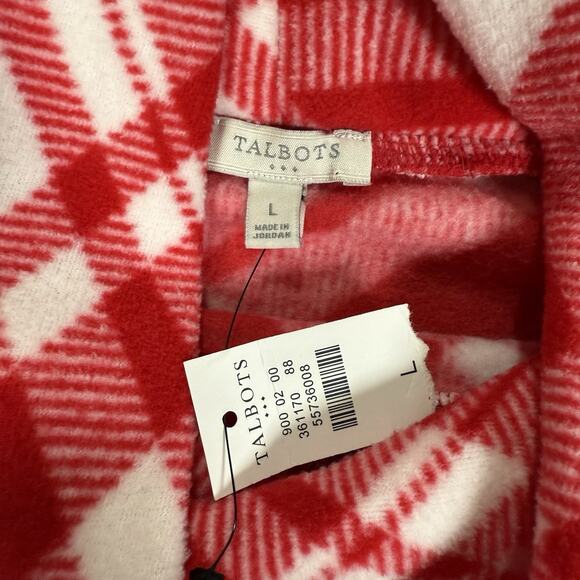 TALBOTS
L
MADE IN
JORDAN
TALBOTS
900 02 00
361170 88
55736008
L